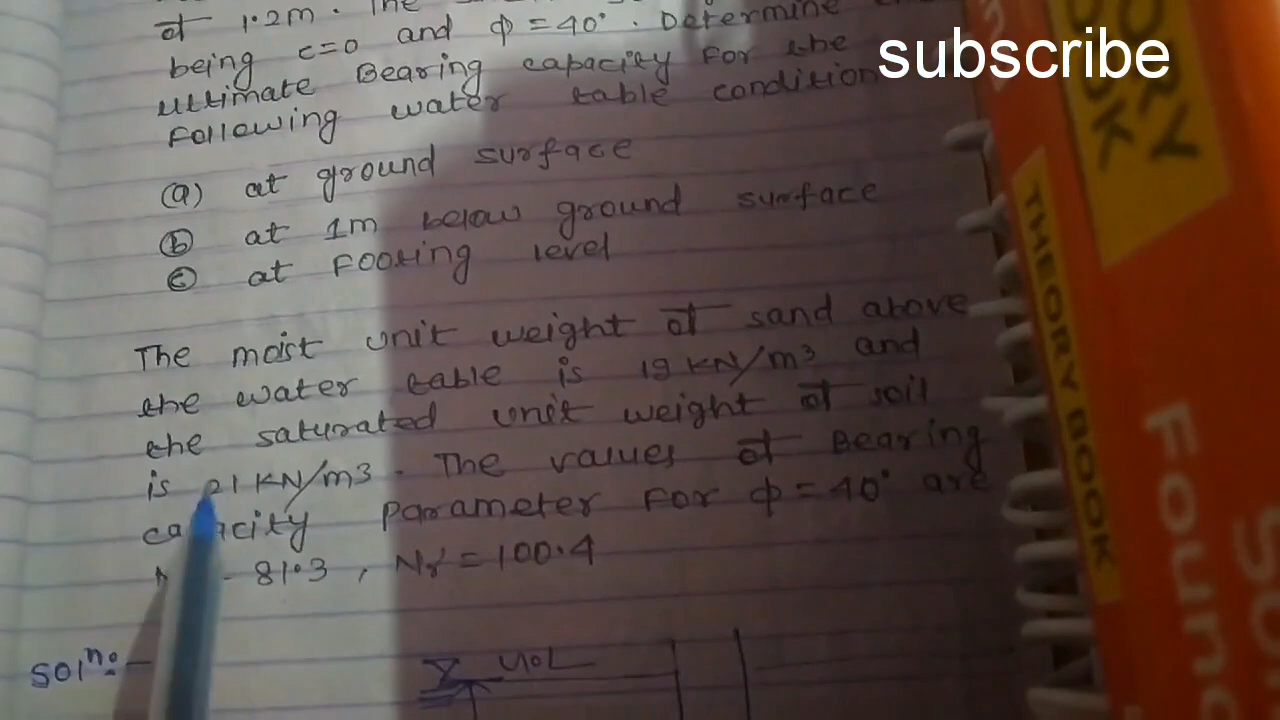 of 1.2m. The
being c=0 and ϕ=40°. Determine
ultimate Bearing capacity for the
Following water table condition
(a) at ground surface
(b) at 1m below ground surface
(c) at Footing level
The moist unit weight of sand above
the water table is 19 KN/m3 and
the saturated unit weight of soil
is 21 KN/m3. The values of Bearing
capacity parameter For ϕ=40° are
81.3, Nγ=100.4
Soln:-
subscribe
THEORY BOOK
ORY
OK
Foun